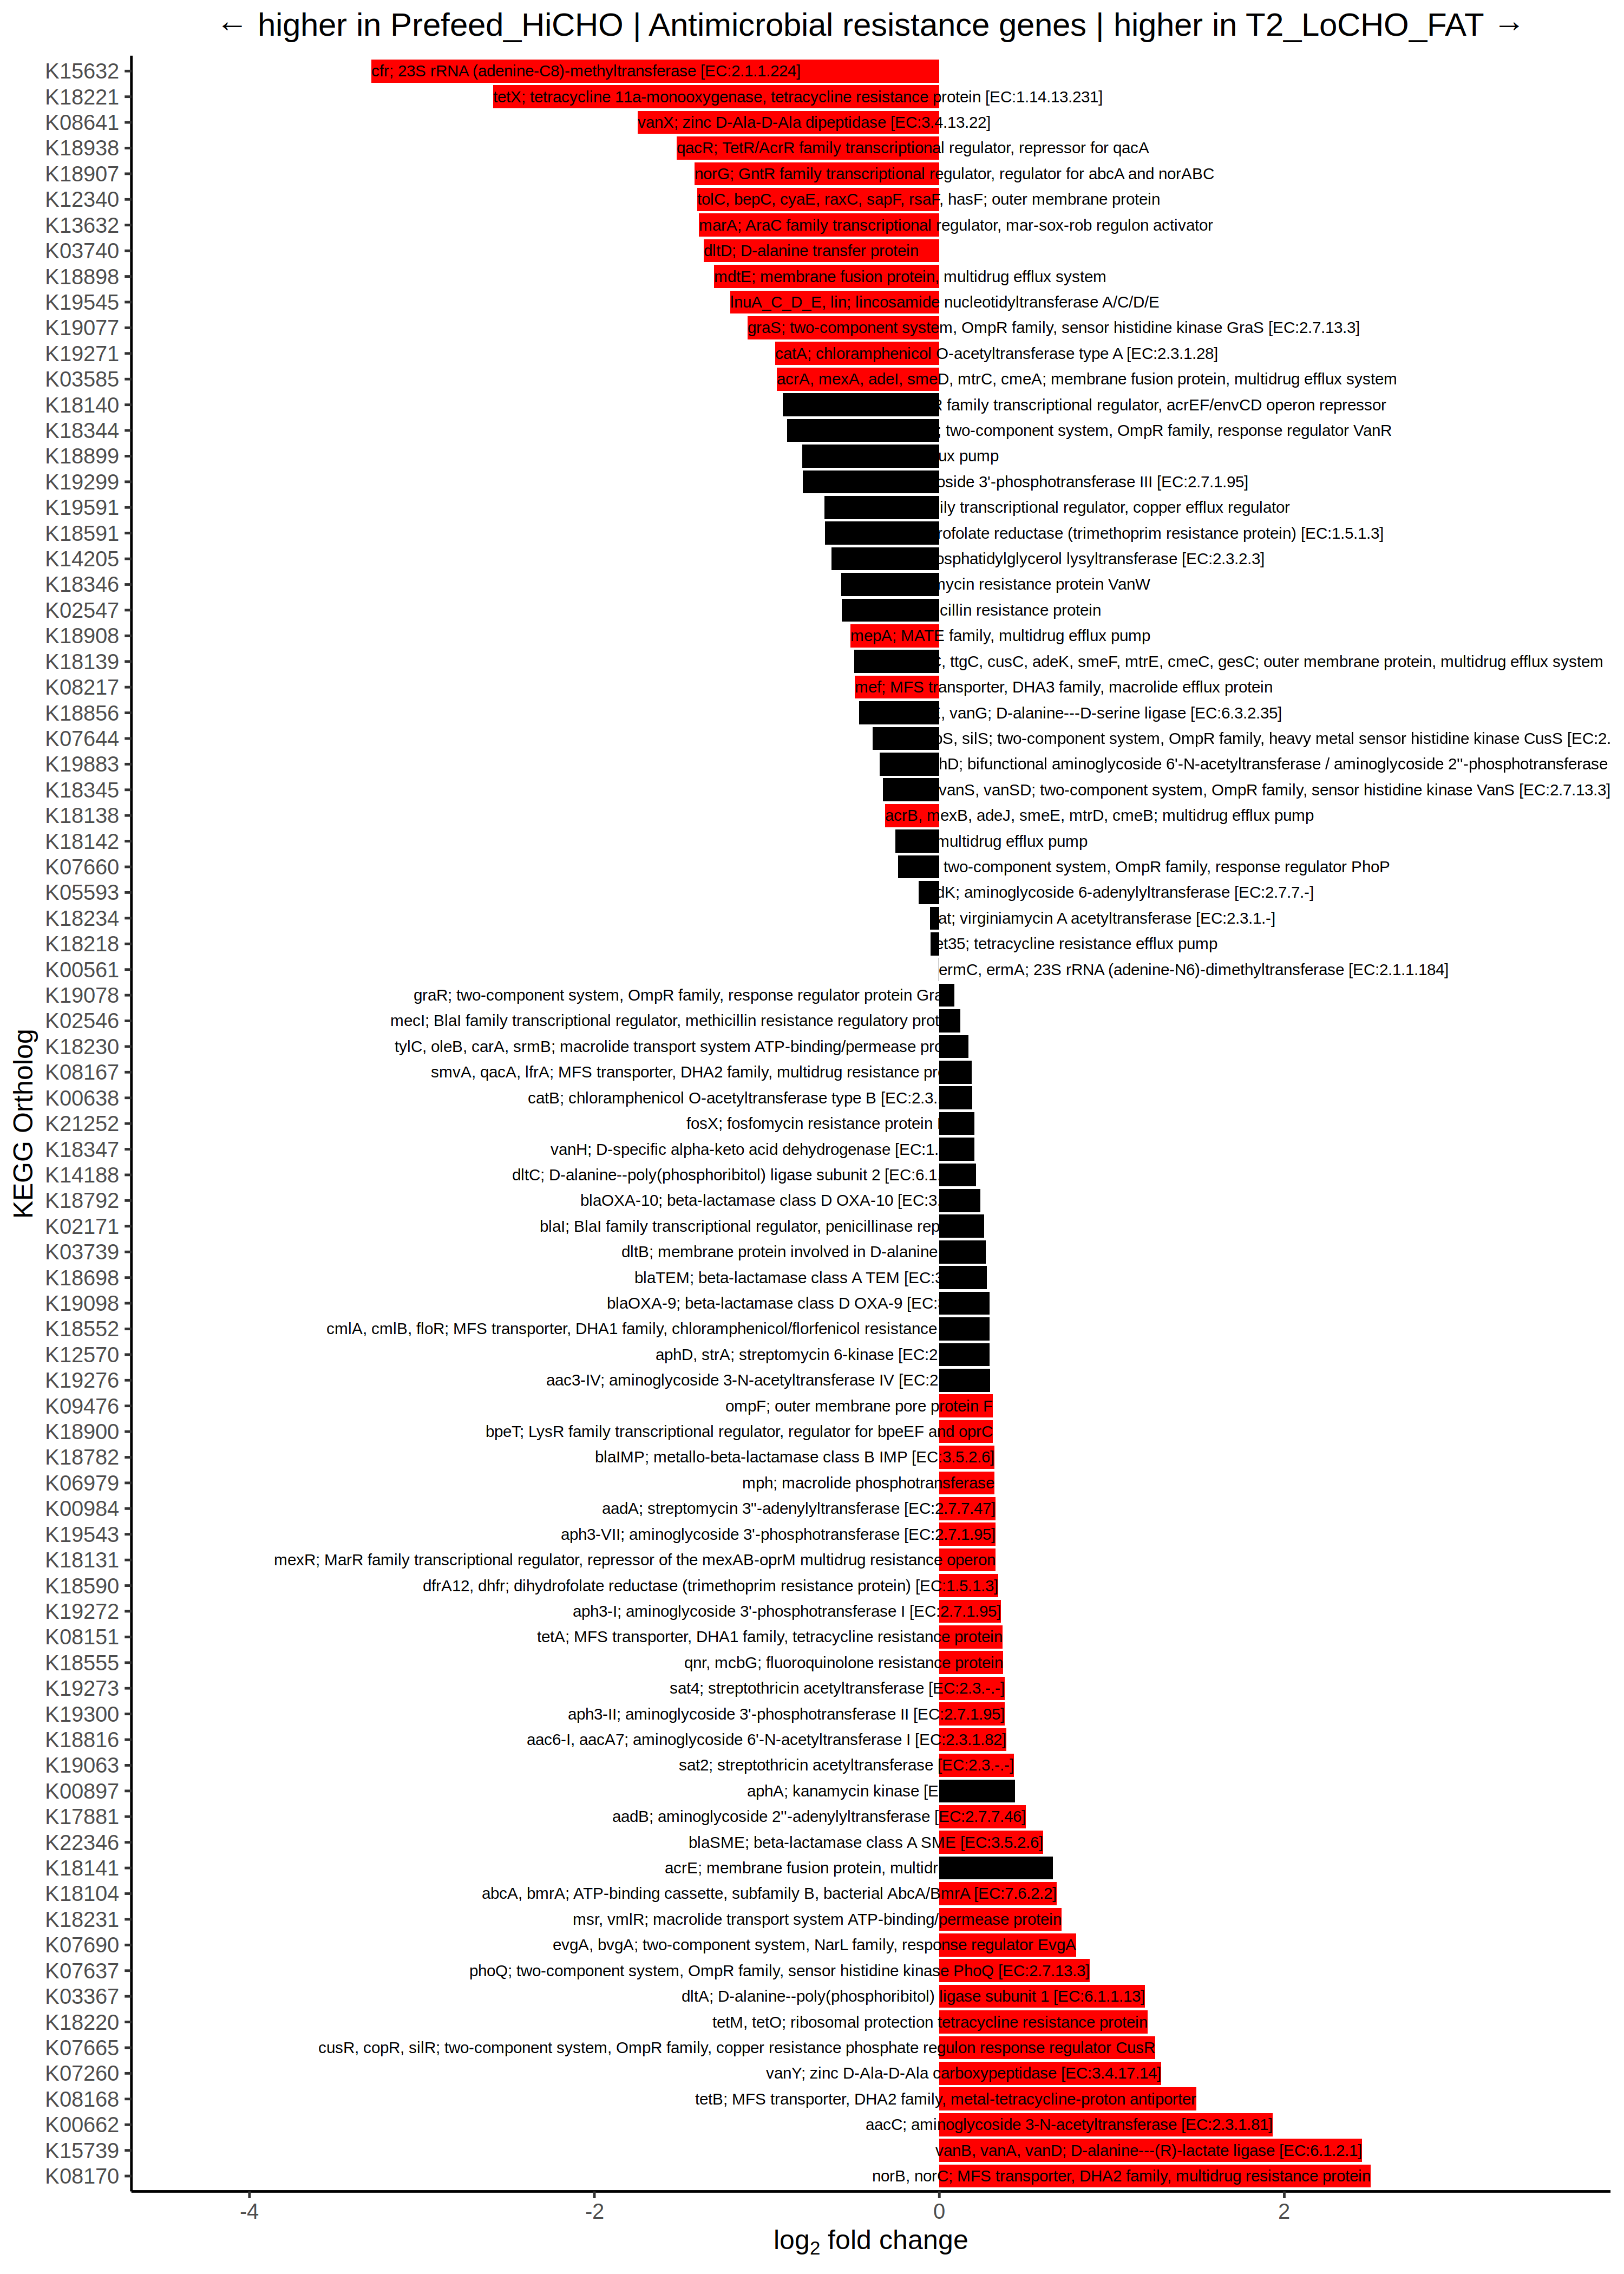 ← higher in Prefeed_HiCHO | Antimicrobial resistance genes | higher in T2_LoCHO_FAT →
K15632 cfr; 23S rRNA (adenine-C8)-methyltransferase [EC:2.1.1.224]
K18221 tetX; tetracycline 11a-monooxygenase, tetracycline resistance protein [EC:1.14.13.231]
K08641 vanX; zinc D-Ala-D-Ala dipeptidase [EC:3.4.13.22]
K18938 qacR; TetR/AcrR family transcriptional regulator, repressor for qacA
K18907 norG; GntR family transcriptional regulator, regulator for abcA and norABC
K12340 tolC, bepC, cyaE, raxC, sapF, rsaF, hasF; outer membrane protein
K13632 marA; AraC family transcriptional regulator, mar-sox-rob regulon activator
K03740 dltD; D-alanine transfer protein
K18898 mdtE; membrane fusion protein, multidrug efflux system
K19545 lnuA_C_D_E, lin; lincosamide nucleotidyltransferase A/C/D/E
K19077 graS; two-component system, OmpR family, sensor histidine kinase GraS [EC:2.7.13.3]
K19271 catA; chloramphenicol O-acetyltransferase type A [EC:2.3.1.28]
K03585 acrA, mexA, adeI, smeD, mtrC, cmeA; membrane fusion protein, multidrug efflux system
K18140 family transcriptional regulator, acrEF/envCD operon repressor
K18344 ; two-component system, OmpR family, response regulator VanR
K18899 ux pump
K19299 oside 3'-phosphotransferase III [EC:2.7.1.95]
K19591 ily transcriptional regulator, copper efflux regulator
K18591 rofolate reductase (trimethoprim resistance protein) [EC:1.5.1.3]
K14205 osphatidylglycerol lysyltransferase [EC:2.3.2.3]
K18346 mycin resistance protein VanW
K02547 cillin resistance protein
K18908 mepA; MATE family, multidrug efflux pump
K18139 , ttgC, cusC, adeK, smeF, mtrE, cmeC, gesC; outer membrane protein, multidrug efflux system
K08217 mef; MFS transporter, DHA3 family, macrolide efflux protein
K18856 , vanG; D-alanine---D-serine ligase [EC:6.3.2.35]
K07644 oS, silS; two-component system, OmpR family, heavy metal sensor histidine kinase CusS [EC:2.
K19883 hD; bifunctional aminoglycoside 6'-N-acetyltransferase / aminoglycoside 2''-phosphotransferase
K18345 vanS, vanSD; two-component system, OmpR family, sensor histidine kinase VanS [EC:2.7.13.3]
K18138 acrB, mexB, adeJ, smeE, mtrD, cmeB; multidrug efflux pump
K18142 multidrug efflux pump
K07660 two-component system, OmpR family, response regulator PhoP
K05593 dK; aminoglycoside 6-adenylyltransferase [EC:2.7.7.-]
K18234 at; virginiamycin A acetyltransferase [EC:2.3.1.-]
K18218 et35; tetracycline resistance efflux pump
K00561 ermC, ermA; 23S rRNA (adenine-N6)-dimethyltransferase [EC:2.1.1.184]
K19078 graR; two-component system, OmpR family, response regulator protein Gra
K02546 mecI; BlaI family transcriptional regulator, methicillin resistance regulatory prot
K18230 tylC, oleB, carA, srmB; macrolide transport system ATP-binding/permease pro
K08167 smvA, qacA, lfrA; MFS transporter, DHA2 family, multidrug resistance pro
K00638 catB; chloramphenicol O-acetyltransferase type B [EC:2.3.
K21252 fosX; fosfomycin resistance protein
K18347 vanH; D-specific alpha-keto acid dehydrogenase [EC:1.
K14188 dltC; D-alanine--poly(phosphoribitol) ligase subunit 2 [EC:6.1.
K18792 blaOXA-10; beta-lactamase class D OXA-10 [EC:3.
K02171 blaI; BlaI family transcriptional regulator, penicillinase rep
K03739 dltB; membrane protein involved in D-alanine
K18698 blaTEM; beta-lactamase class A TEM [EC:3
K19098 blaOXA-9; beta-lactamase class D OXA-9 [EC:3
K18552 cmlA, cmlB, floR; MFS transporter, DHA1 family, chloramphenicol/florfenicol resistance
K12570 aphD, strA; streptomycin 6-kinase [EC:2
K19276 aac3-IV; aminoglycoside 3-N-acetyltransferase IV [EC:2
K09476 ompF; outer membrane pore protein F
K18900 bpeT; LysR family transcriptional regulator, regulator for bpeEF and oprC
K18782 blaIMP; metallo-beta-lactamase class B IMP [EC:3.5.2.6]
K06979 mph; macrolide phosphotransferase
K00984 aadA; streptomycin 3"-adenylyltransferase [EC:2.7.7.47]
K19543 aph3-VII; aminoglycoside 3'-phosphotransferase [EC:2.7.1.95]
K18131 mexR; MarR family transcriptional regulator, repressor of the mexAB-oprM multidrug resistance operon
K18590 dfrA12, dhfr; dihydrofolate reductase (trimethoprim resistance protein) [EC:1.5.1.3]
K19272 aph3-I; aminoglycoside 3'-phosphotransferase I [EC:2.7.1.95]
K08151 tetA; MFS transporter, DHA1 family, tetracycline resistance protein
K18555 qnr, mcbG; fluoroquinolone resistance protein
K19273 sat4; streptothricin acetyltransferase [EC:2.3.-.-]
K19300 aph3-II; aminoglycoside 3'-phosphotransferase II [EC:2.7.1.95]
K18816 aac6-I, aacA7; aminoglycoside 6'-N-acetyltransferase I [EC:2.3.1.82]
K19063 sat2; streptothricin acetyltransferase [EC:2.3.-.-]
K00897 aphA; kanamycin kinase [E
K17881 aadB; aminoglycoside 2''-adenylyltransferase [EC:2.7.7.46]
K22346 blaSME; beta-lactamase class A SME [EC:3.5.2.6]
K18141 acrE; membrane fusion protein, multidr
K18104 abcA, bmrA; ATP-binding cassette, subfamily B, bacterial AbcA/BmrA [EC:7.6.2.2]
K18231 msr, vmlR; macrolide transport system ATP-binding/permease protein
K07690 evgA, bvgA; two-component system, NarL family, response regulator EvgA
K07637 phoQ; two-component system, OmpR family, sensor histidine kinase PhoQ [EC:2.7.13.3]
K03367 dltA; D-alanine--poly(phosphoribitol) ligase subunit 1 [EC:6.1.1.13]
K18220 tetM, tetO; ribosomal protection tetracycline resistance protein
K07665 cusR, copR, silR; two-component system, OmpR family, copper resistance phosphate regulon response regulator CusR
K07260 vanY; zinc D-Ala-D-Ala carboxypeptidase [EC:3.4.17.14]
K08168 tetB; MFS transporter, DHA2 family, metal-tetracycline-proton antiporter
K00662 aacC; aminoglycoside 3-N-acetyltransferase [EC:2.3.1.81]
K15739 vanB, vanA, vanD; D-alanine---(R)-lactate ligase [EC:6.1.2.1]
K08170 norB, norC; MFS transporter, DHA2 family, multidrug resistance protein
KEGG Ortholog
-4 -2 0 2
log2 fold change